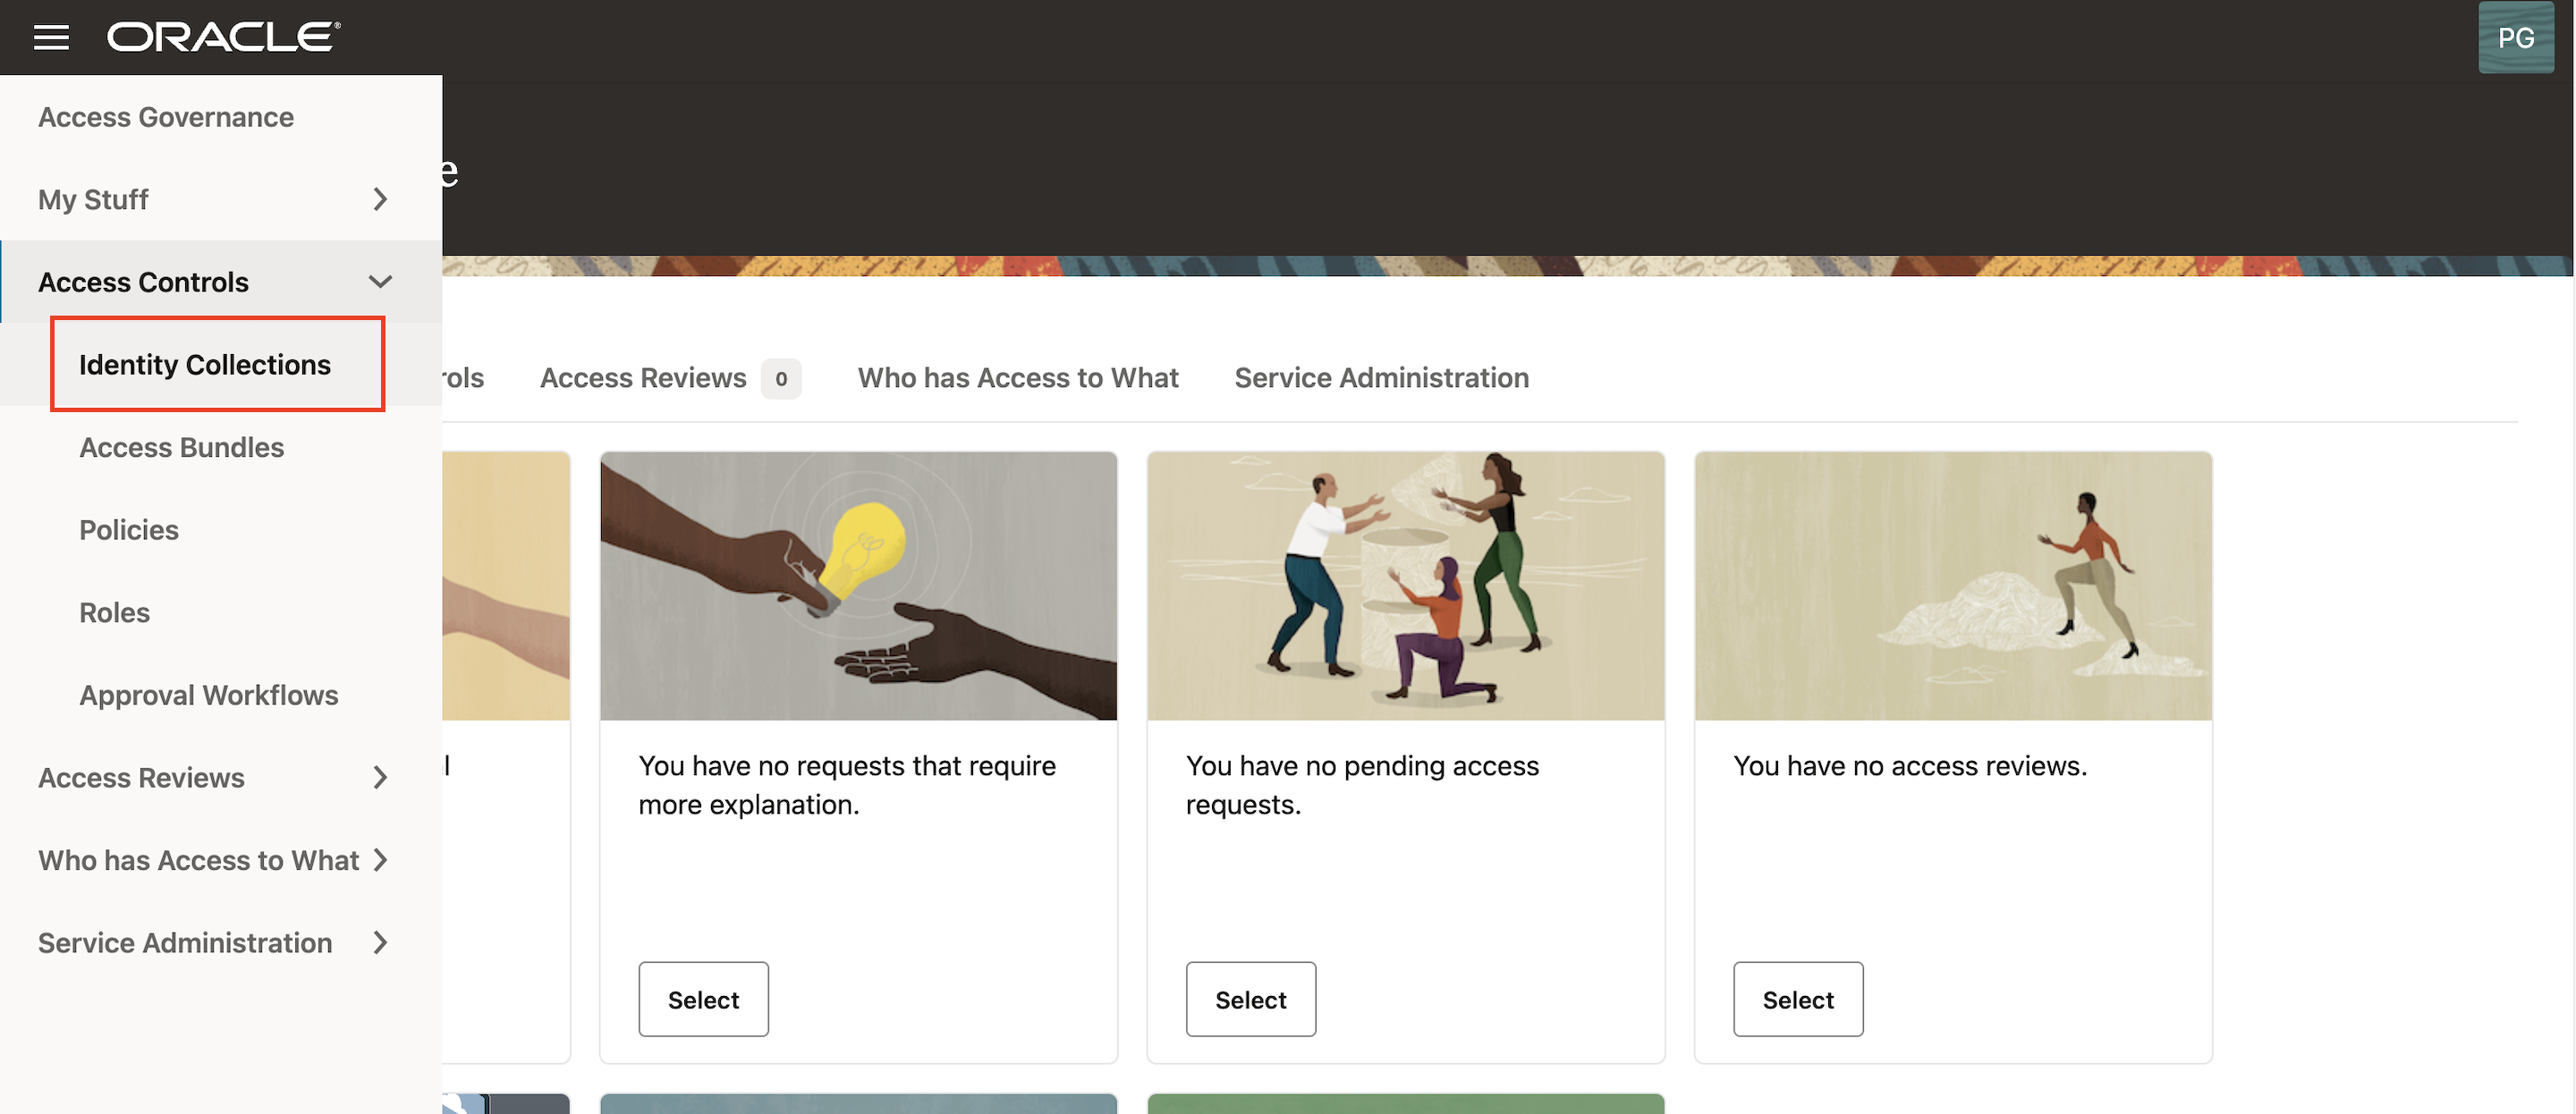 ORACLE
PG
Access Governance
My Stuff
Access Controls
Identity Collections
Access Bundles
Policies
Roles
Approval Workflows
Access Reviews
Who has Access to What
Service Administration
Access Reviews 0 Who has Access to What Service Administration
You have no requests that require
more explanation.
Select
You have no pending access
requests.
Select
You have no access reviews.
Select